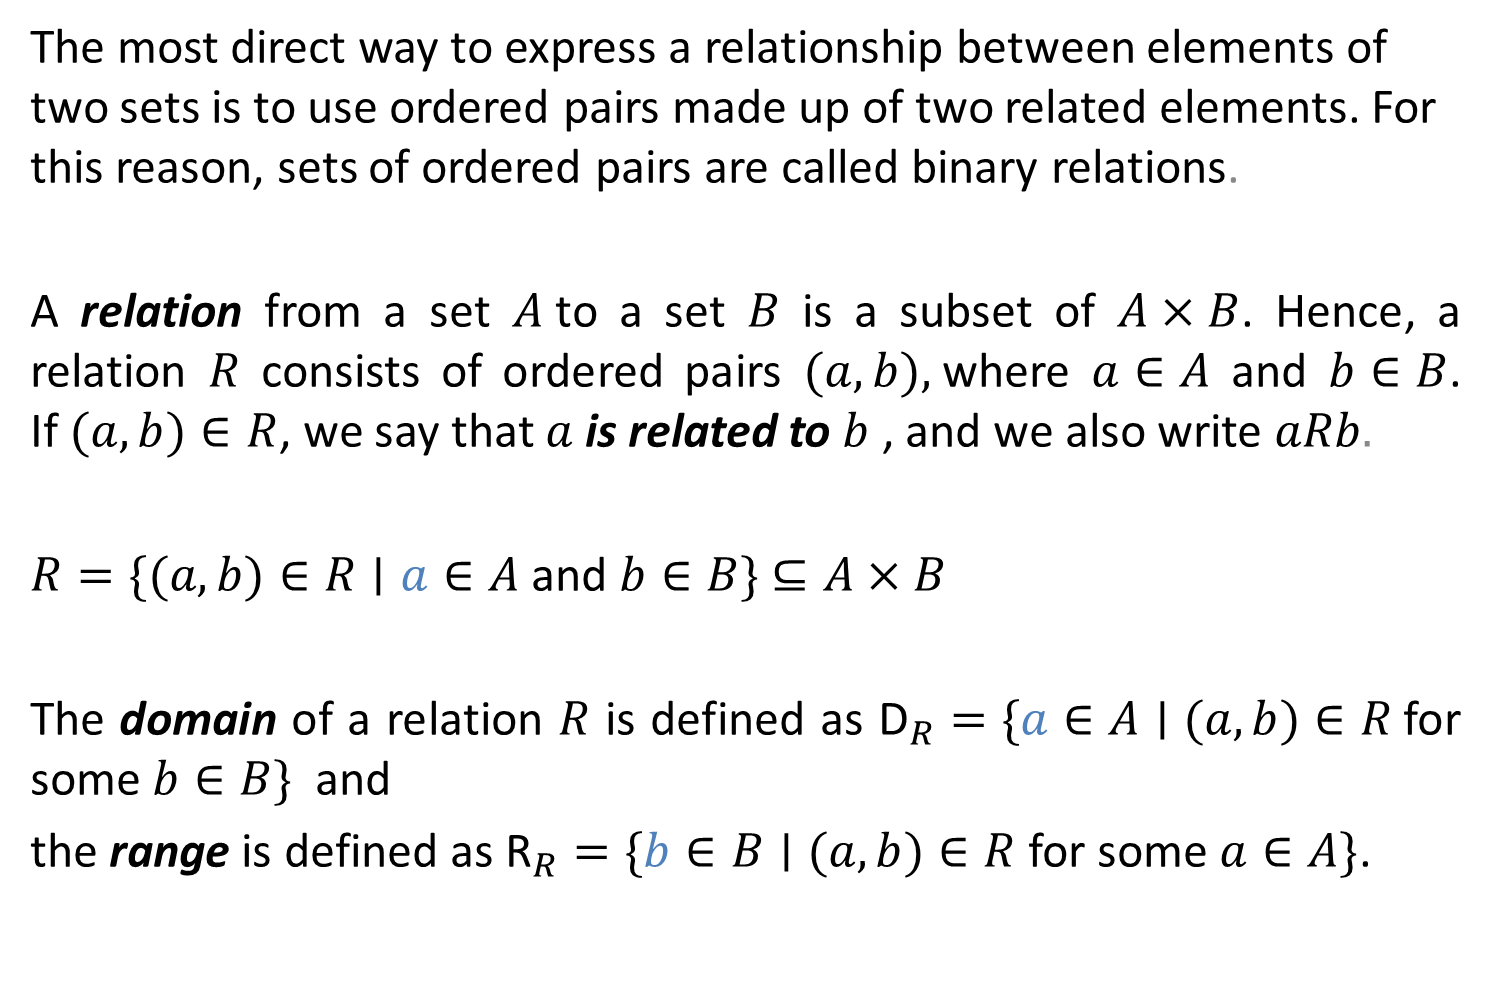 The most direct way to express a relationship between elements of
two sets is to use ordered pairs made up of two related elements. For
this reason, sets of ordered pairs are called binary relations.
A relation from a set A to a set B is a subset of A × B. Hence, a
relation R consists of ordered pairs (a, b), where a ∈ A and b ∈ B.
If (a, b) ∈ R, we say that a is related to b , and we also write aRb.
R = {(a, b) ∈ R | a ∈ A and b ∈ B} ⊆ A × B
The domain of a relation R is defined as D_R = {a ∈ A | (a, b) ∈ R for
some b ∈ B} and
the range is defined as R_R = {b ∈ B | (a, b) ∈ R for some a ∈ A}.